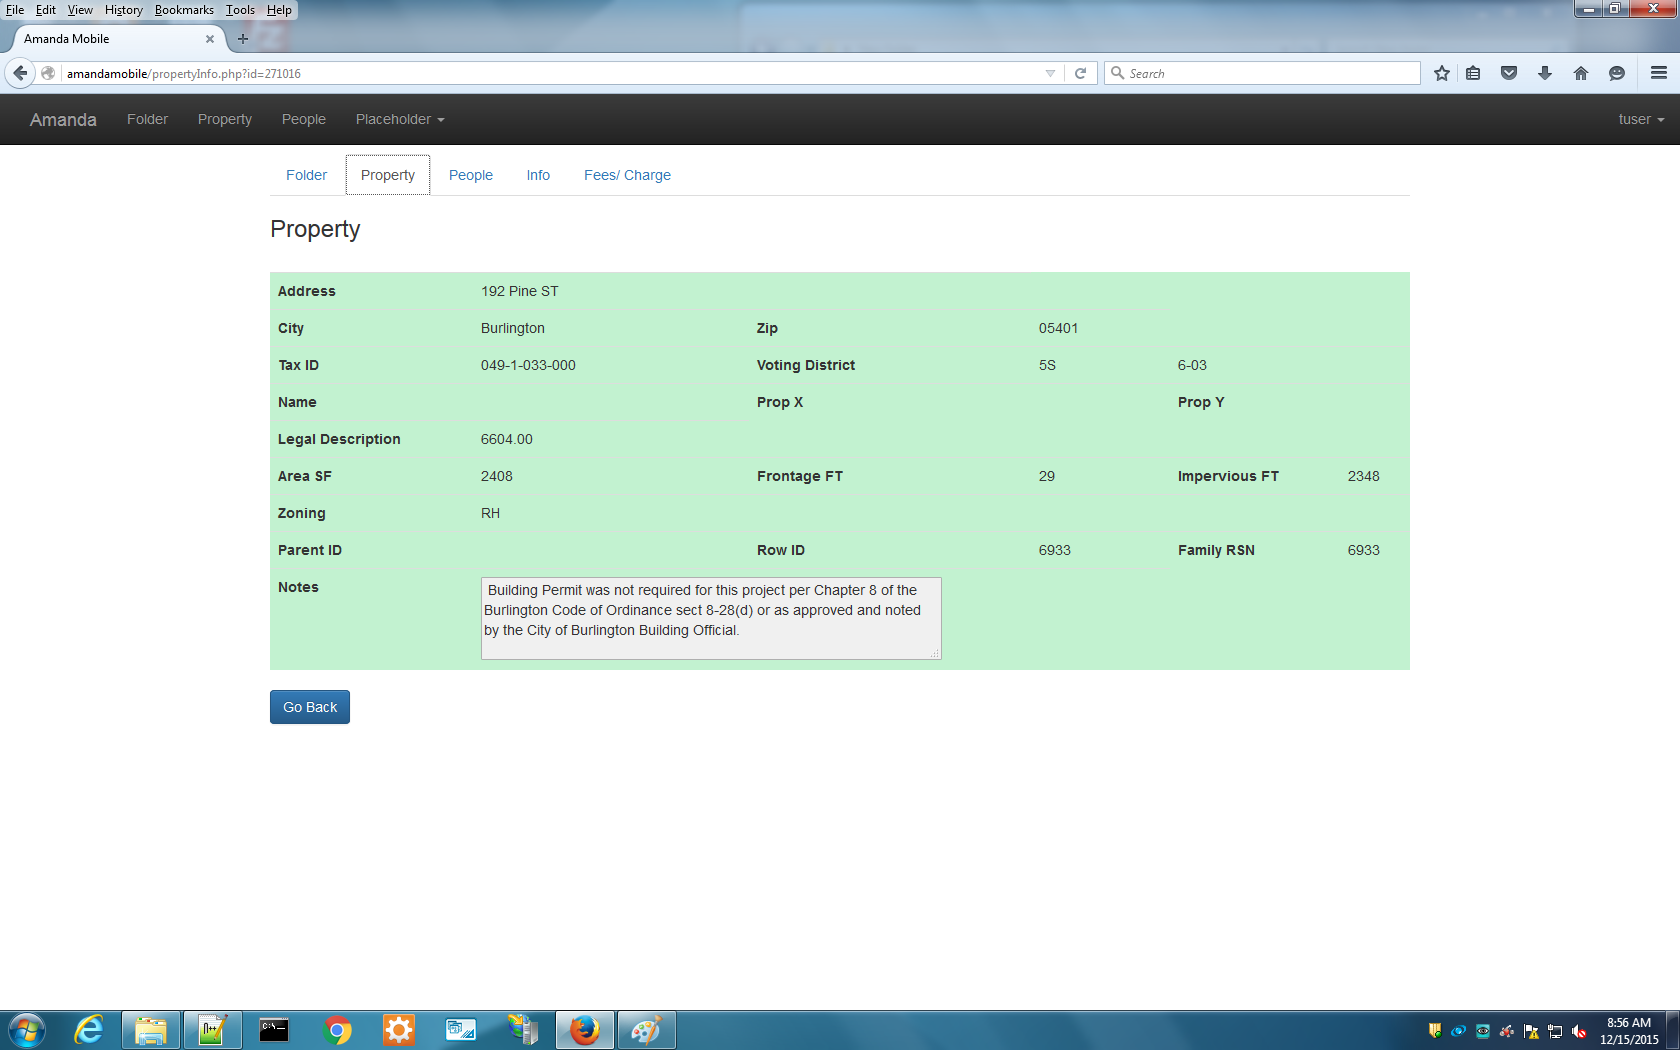 File Edit View History Bookmarks Tools Help
Amanda Mobile
amandamobile/propertyInfo.php?id=271016
Search
Amanda Folder Property People Placeholder tuser
Folder Property People Info Fees/ Charge
Property
Address 192 Pine ST
City Burlington Zip 05401
Tax ID 049-1-033-000 Voting District 5S 6-03
Name Prop X Prop Y
Legal Description 6604.00
Area SF 2408 Frontage FT 29 Impervious FT 2348
Zoning RH
Parent ID Row ID 6933 Family RSN 6933
Notes Building Permit was not required for this project per Chapter 8 of the
Burlington Code of Ordinance sect 8-28(d) or as approved and noted
by the City of Burlington Building Official.
Go Back
8:56 AM
12/15/2015